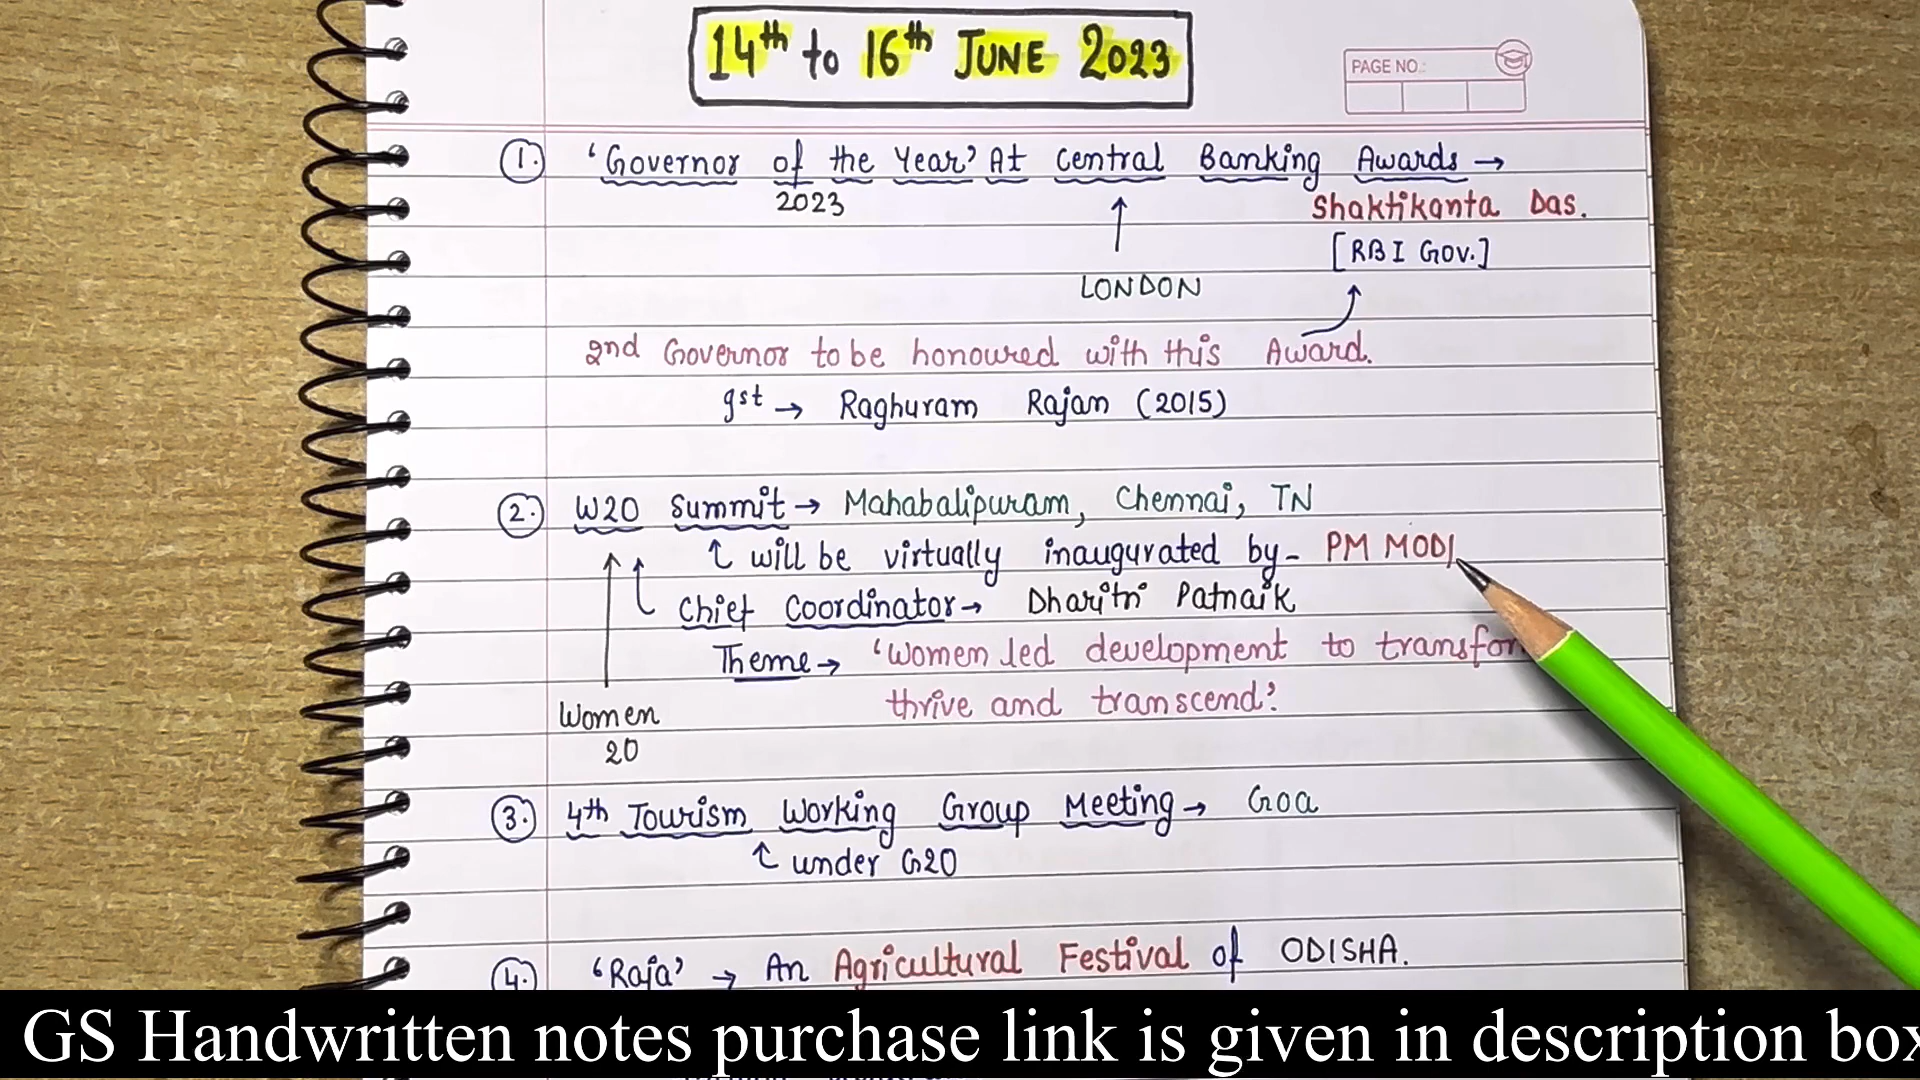 14th to 16th JUNE 2023
PAGE NO.:
1. 'Governor of the Year' At Central Banking Awards →
2023
Shaktikanta Das.
[RBI Gov.]
LONDON
2nd Governor to be honoured with this Award.
1st → Raghuram Rajan (2015)
2. W20 Summit → Mahabalipuram, Chennai, TN
will be virtually inaugurated by - PM MODI
Chief Coordinator → Dharitri Patnaik
Theme → 'Women led development to transfor
thrive and transcend'.
Women
20
3. 4th Tourism Working Group Meeting → Goa
under G20
4. 'Raja' → An Agricultural Festival of ODISHA.
GS Handwritten notes purchase link is given in description box